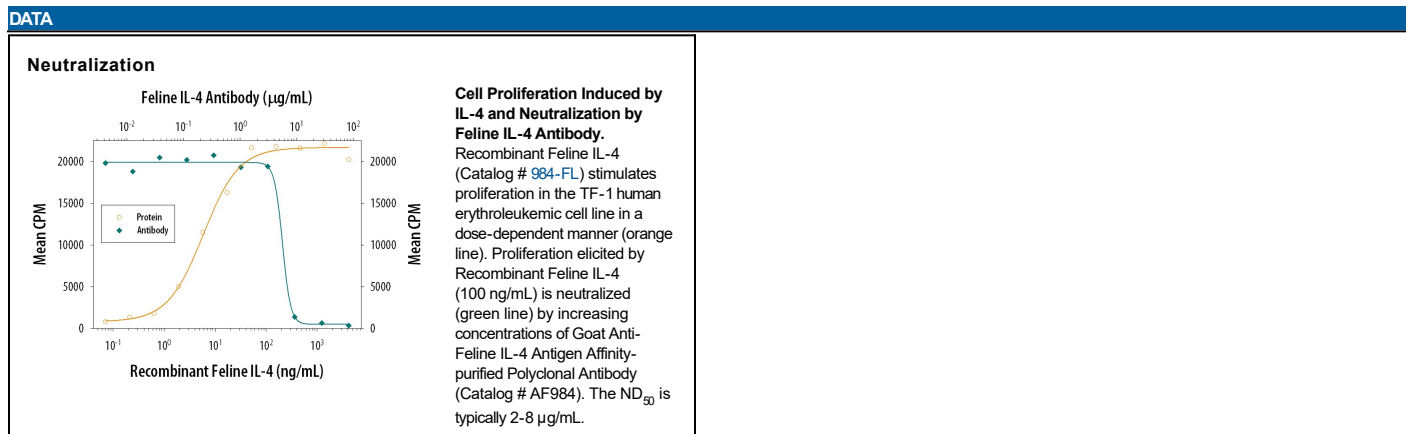 DATA
Neutralization
Feline IL-4 Antibody (µg/mL)
10⁻² 10⁻¹ 10⁰ 10¹ 10²
20000 20000
15000 15000
10000 10000
5000 5000
0 0
Mean CPM
Mean CPM
Protein
Antibody
10⁻¹ 10⁰ 10¹ 10² 10³
Recombinant Feline IL-4 (ng/mL)
Cell Proliferation Induced by
IL-4 and Neutralization by
Feline IL-4 Antibody.
Recombinant Feline IL-4
(Catalog # 984-FL) stimulates
proliferation in the TF-1 human
erythroleukemic cell line in a
dose-dependent manner (orange
line). Proliferation elicited by
Recombinant Feline IL-4
(100 ng/mL) is neutralized
(green line) by increasing
concentrations of Goat Anti-
Feline IL-4 Antigen Affinity-
purified Polyclonal Antibody
(Catalog # AF984). The ND₅₀ is
typically 2-8 µg/mL.